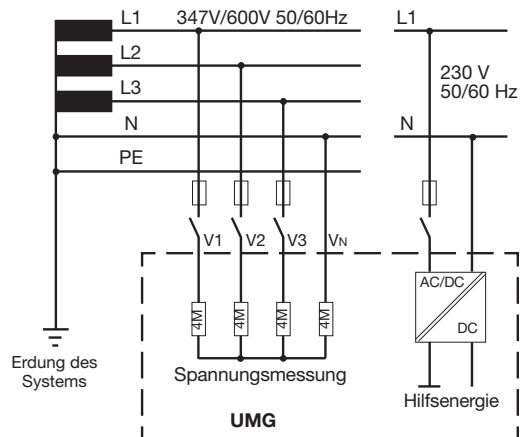 L1
347V/600V 50/60Hz
L1
L2
230 V
50/60 Hz
L3
N
N
PE
V1
V2
V3
VN
AC/DC
4M
4M
4M
4M
DC
Erdung des
Systems
Spannungsmessung
Hilfsenergie
UMG